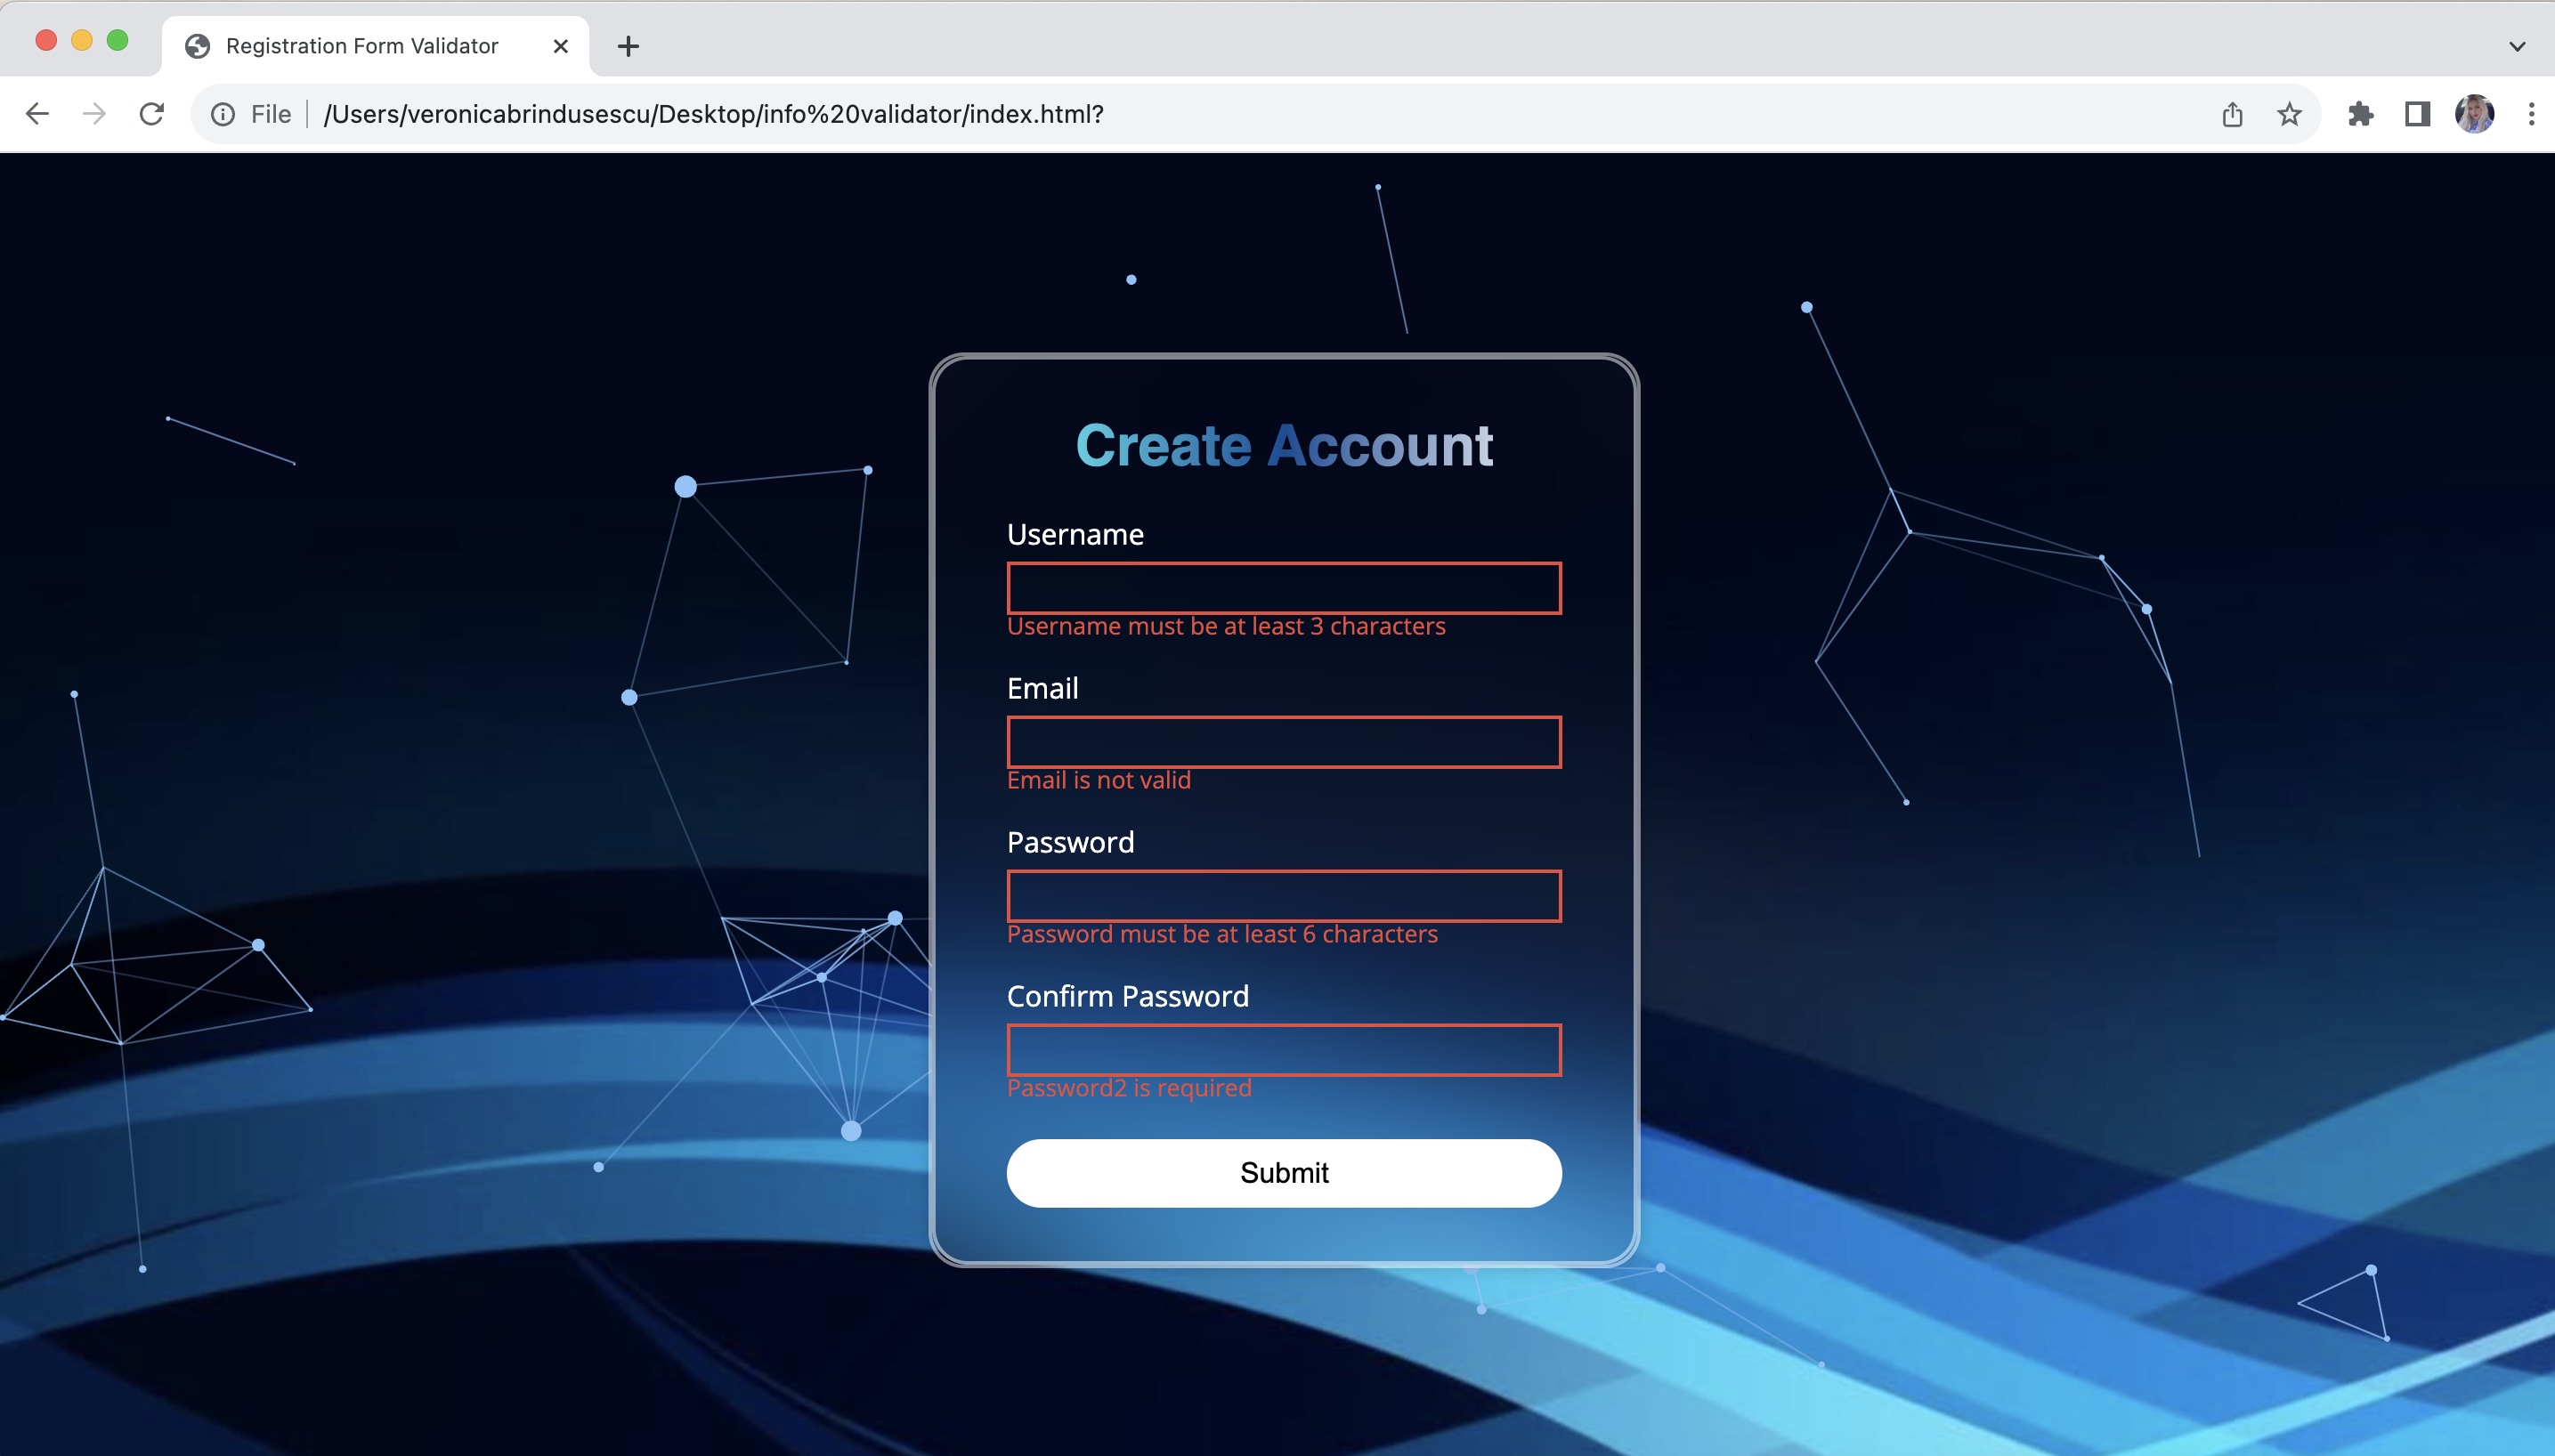 Registration Form Validator
File /Users/veronicabrindusescu/Desktop/info%20validator/index.html?
Create Account
Username
Username must be at least 3 characters
Email
Email is not valid
Password
Password must be at least 6 characters
Confirm Password
Password2 is required
Submit